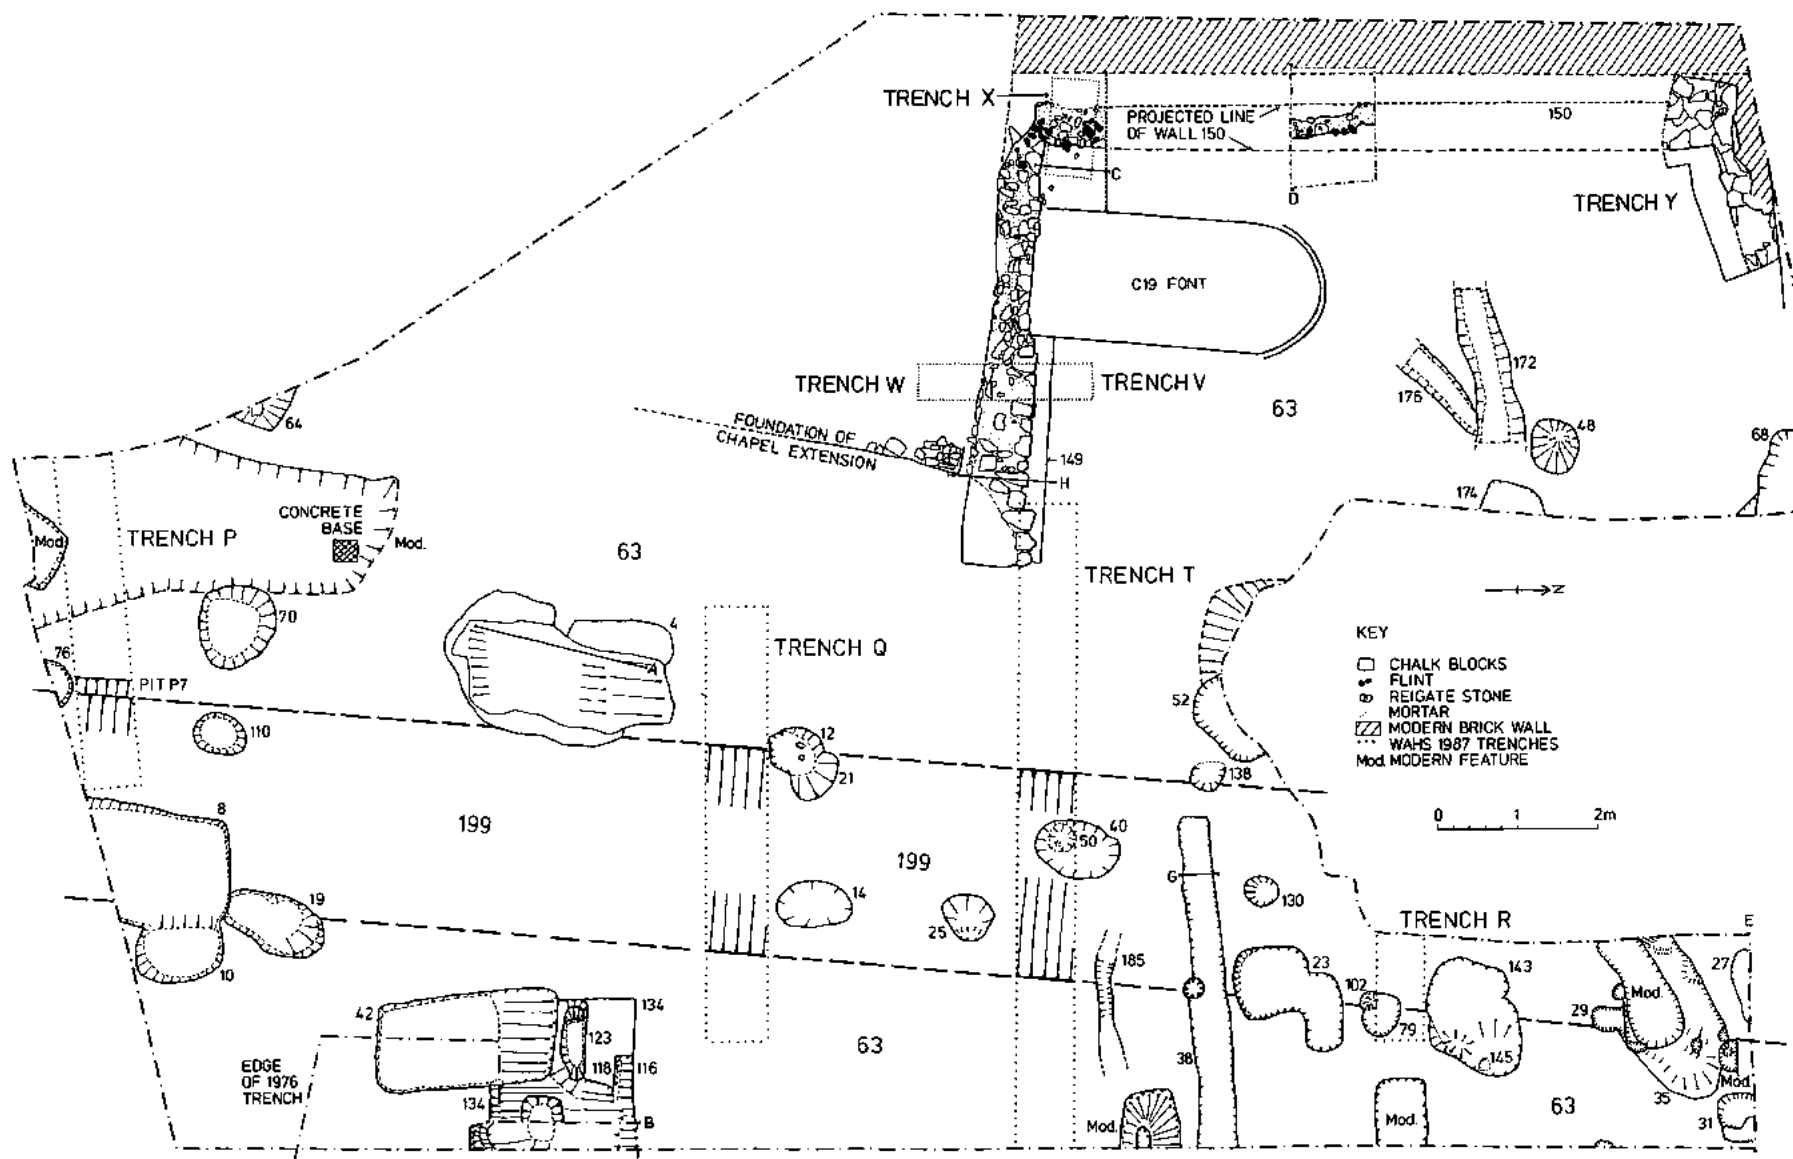 TRENCH X
PROJECTED LINE
OF WALL 150
150
C
D
TRENCH Y
C19 FONT
TRENCH W
TRENCH V
63
172
176
48
68
174
64
FOUNDATION OF
CHAPEL EXTENSION
149
H
CONCRETE
BASE
Mod.
Mod.
TRENCH P
63
TRENCH T
N
70
4
TRENCH Q
A
76
PIT P7
110
12
21
52
138
KEY
CHALK BLOCKS
FLINT
REIGATE STONE
MORTAR
MODERN BRICK WALL
WAHS 1987 TRENCHES
Mod. MODERN FEATURE
0 1 2m
8
199
199
50
40
G
130
14
25
19
10
TRENCH R
E
185
23
102
79
143
145
27
Mod.
29
42
134
123
118
116
134
B
EDGE
OF 1976
TRENCH
63
38
Mod.
Mod.
63
35
Mod.
31